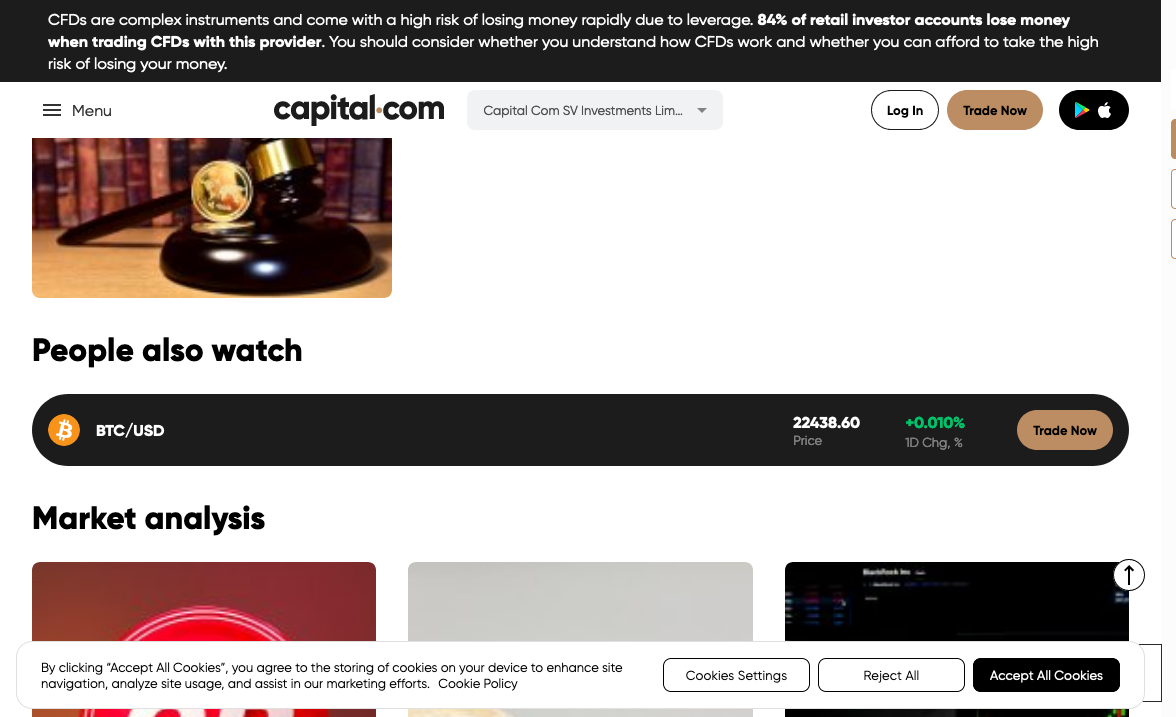 CFDs are complex instruments and come with a high risk of losing money rapidly due to leverage. 84% of retail investor accounts lose money
when trading CFDs with this provider. You should consider whether you understand how CFDs work and whether you can afford to take the high
risk of losing your money.
Menu
capital.com
Capital Com SV Investments Lim...
Log In
Trade Now
People also watch
BTC/USD
22438.60
Price
+0.010%
1D Chg, %
Trade Now
Market analysis
BlackRock Inc
By clicking “Accept All Cookies”, you agree to the storing of cookies on your device to enhance site
navigation, analyze site usage, and assist in our marketing efforts. Cookie Policy
Cookies Settings
Reject All
Accept All Cookies